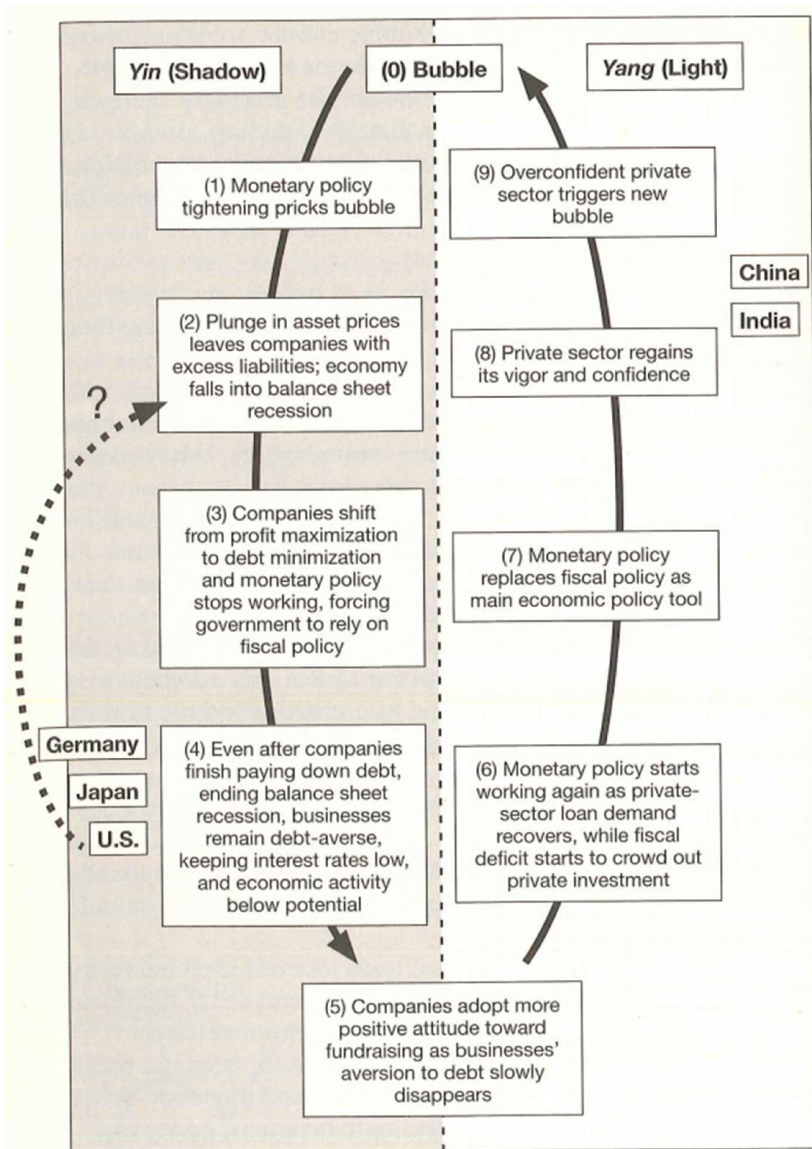 Yin (Shadow)
(0) Bubble
Yang (Light)
(1) Monetary policy
tightening pricks bubble
(2) Plunge in asset prices
leaves companies with
excess liabilities; economy
falls into balance sheet
recession
?
(3) Companies shift
from profit maximization
to debt minimization
and monetary policy
stops working, forcing
government to rely on
fiscal policy
Germany
Japan
U.S.
(4) Even after companies
finish paying down debt,
ending balance sheet
recession, businesses
remain debt-averse,
keeping interest rates low,
and economic activity
below potential
(5) Companies adopt more
positive attitude toward
fundraising as businesses'
aversion to debt slowly
disappears
(6) Monetary policy starts
working again as private-
sector loan demand
recovers, while fiscal
deficit starts to crowd out
private investment
(7) Monetary policy
replaces fiscal policy as
main economic policy tool
(8) Private sector regains
its vigor and confidence
(9) Overconfident private
sector triggers new
bubble
China
India